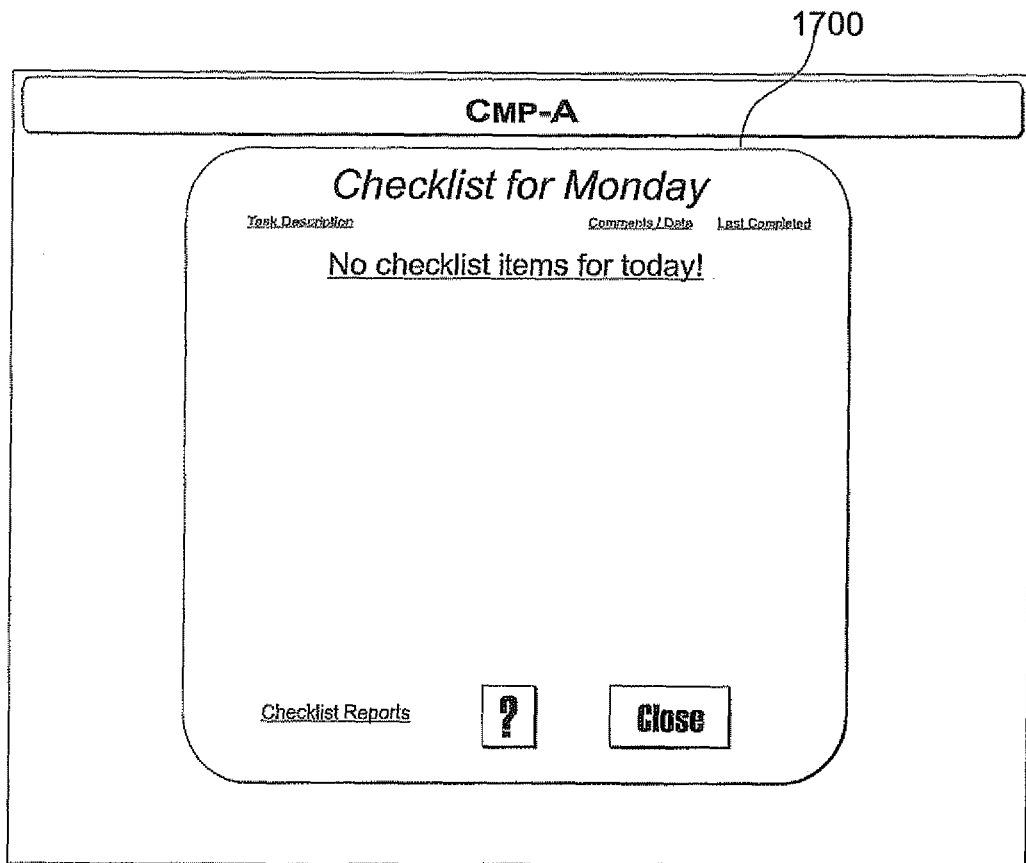 1700
CMP-A
Checklist for Monday
Task Description Comments / Data Last Completed
No checklist items for today!
Checklist Reports ? Close